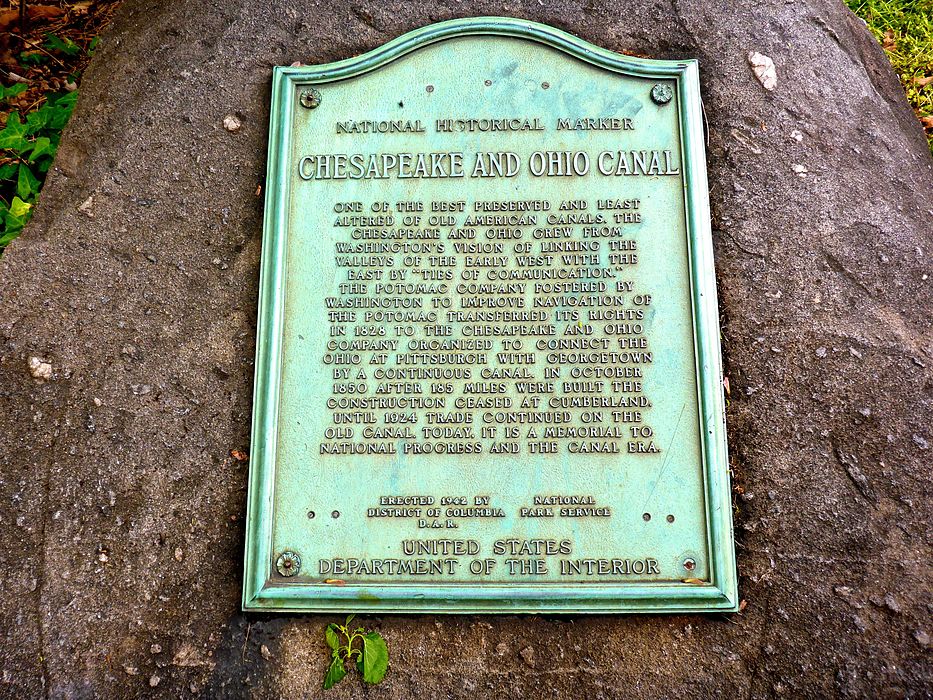 NATIONAL HISTORICAL MARKER
CHESAPEAKE AND OHIO CANAL
ONE OF THE BEST PRESERVED AND LEAST
ALTERED OF OLD AMERICAN CANALS. THE
CHESAPEAKE AND OHIO GREW FROM
WASHINGTON'S VISION OF LINKING THE
VALLEYS OF THE EARLY WEST WITH THE
EAST BY "TIES OF COMMUNICATION."
THE POTOMAC COMPANY FOSTERED BY
WASHINGTON TO IMPROVE NAVIGATION OF
THE POTOMAC TRANSFERRED ITS RIGHTS
IN 1828 TO THE CHESAPEAKE AND OHIO
COMPANY ORGANIZED TO CONNECT THE
OHIO AT PITTSBURGH WITH GEORGETOWN
BY A CONTINUOUS CANAL. IN OCTOBER
1850 AFTER 185 MILES WERE BUILT THE
CONSTRUCTION CEASED AT CUMBERLAND.
UNTIL 1924 TRADE CONTINUED ON THE
OLD CANAL. TODAY, IT IS A MEMORIAL TO
NATIONAL PROGRESS AND THE CANAL ERA.
ERECTED 1942 BY
DISTRICT OF COLUMBIA
D.A.R.
NATIONAL
PARK SERVICE
UNITED STATES
DEPARTMENT OF THE INTERIOR